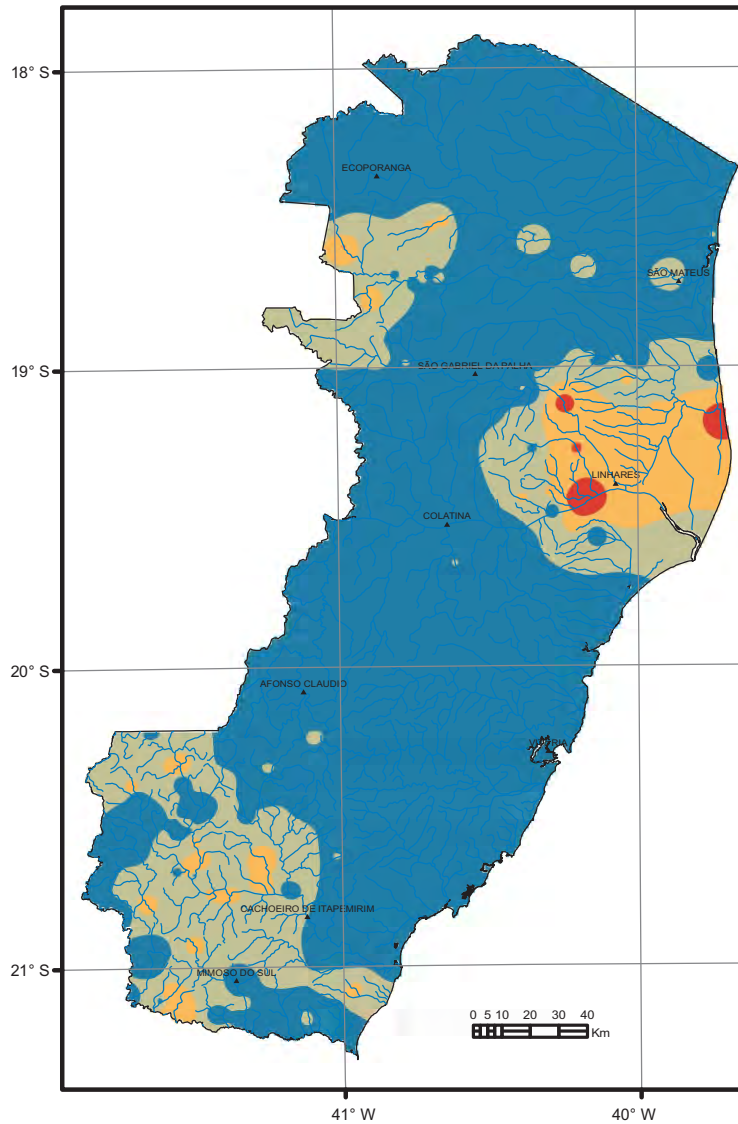 18° S
ECOPORANGA
SÃO MATEUS
19° S
SÃO GABRIEL DA PALHA
LINHARES
COLATINA
20° S
AFONSO CLAUDIO
VITÓRIA
CACHOEIRO DE ITAPEMIRIM
21° S
MIMOSO DO SUL
0 5 10 20 30 40
Km
41° W
40° W